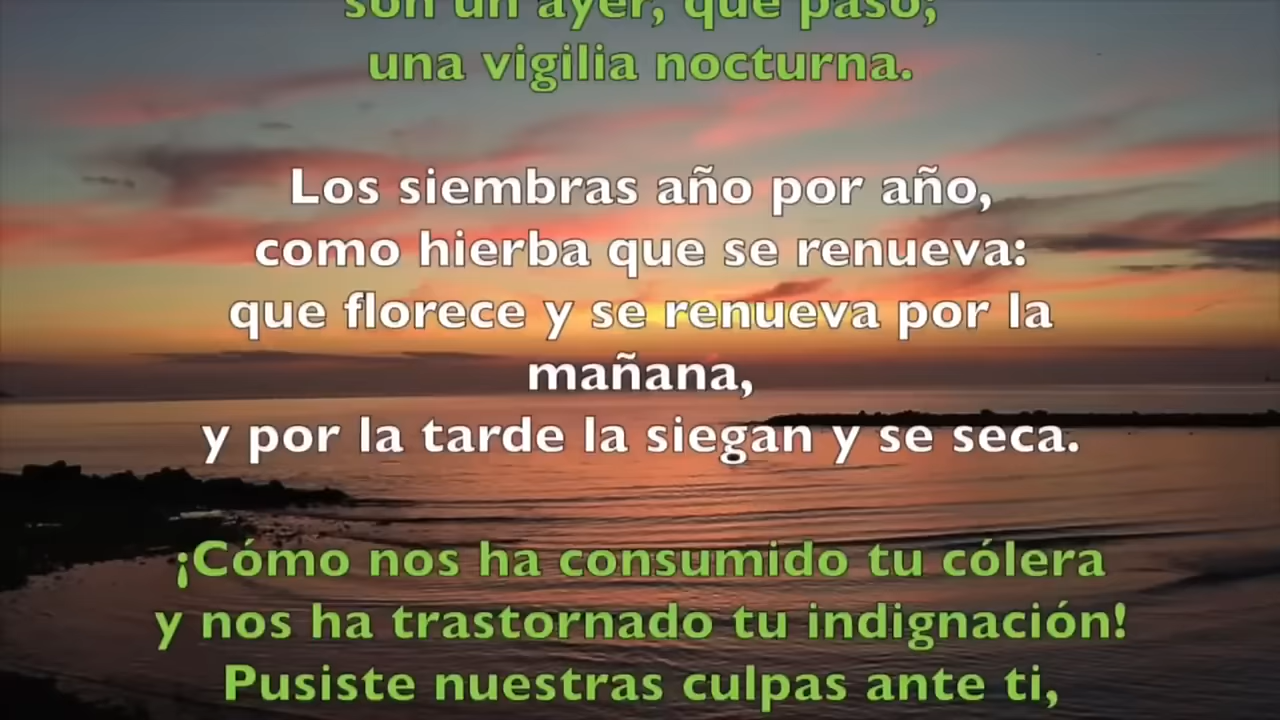 son un ayer, que pasó;
una vigilia nocturna.
Los siembras año por año,
como hierba que se renueva:
que florece y se renueva por la
mañana,
y por la tarde la siegan y se seca.
¡Cómo nos ha consumido tu cólera
y nos ha trastornado tu indignación!
Pusiste nuestras culpas ante ti,